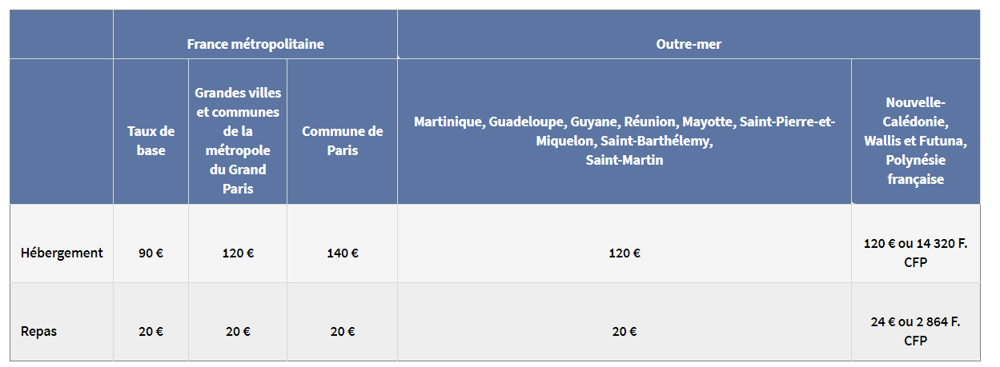 France métropolitaine
Outre-mer
Taux de
base
Grandes villes
et communes
de la
métropole
du Grand
Paris
Commune de
Paris
Martinique, Guadeloupe, Guyane, Réunion, Mayotte, Saint-Pierre-et-
Miquelon, Saint-Barthélemy,
Saint-Martin
Nouvelle-
Calédonie,
Wallis et Futuna,
Polynésie
française
Hébergement
90 €
120 €
140 €
120 €
120 € ou 14 320 F.
CFP
Repas
20 €
20 €
20 €
20 €
24 € ou 2 864 F.
CFP